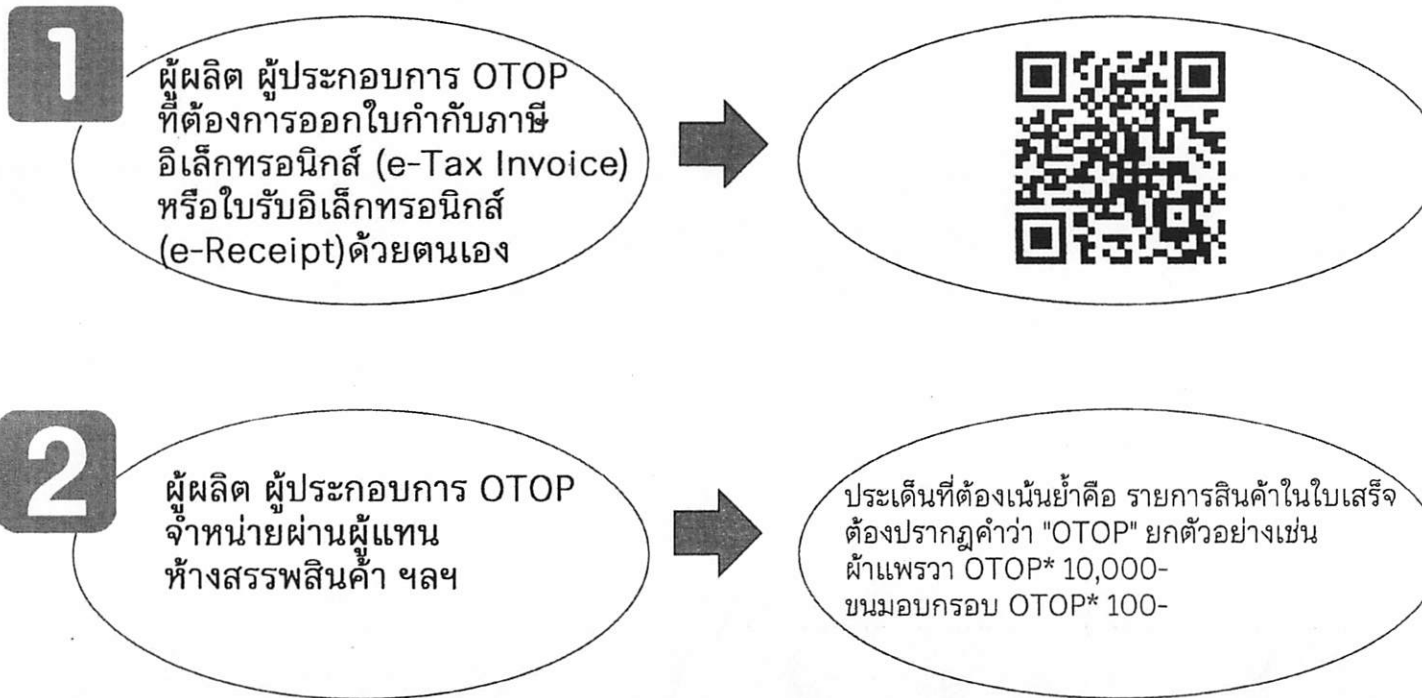 1
ผู้ผลิต ผู้ประกอบการ OTOP
ที่ต้องการออกใบกำกับภาษี
อิเล็กทรอนิกส์ (e-Tax Invoice)
หรือใบรับอิเล็กทรอนิกส์
(e-Receipt)ด้วยตนเอง
2
ผู้ผลิต ผู้ประกอบการ OTOP
จำหน่ายผ่านผู้แทน
ห้างสรรพสินค้า ฯลฯ
ประเด็นที่ต้องเน้นย้ำคือ รายการสินค้าในใบเสร็จ
ต้องปรากฏคำว่า "OTOP" ยกตัวอย่างเช่น
ผ้าแพรวา OTOP* 10,000-
ขนมอบกรอบ OTOP* 100-